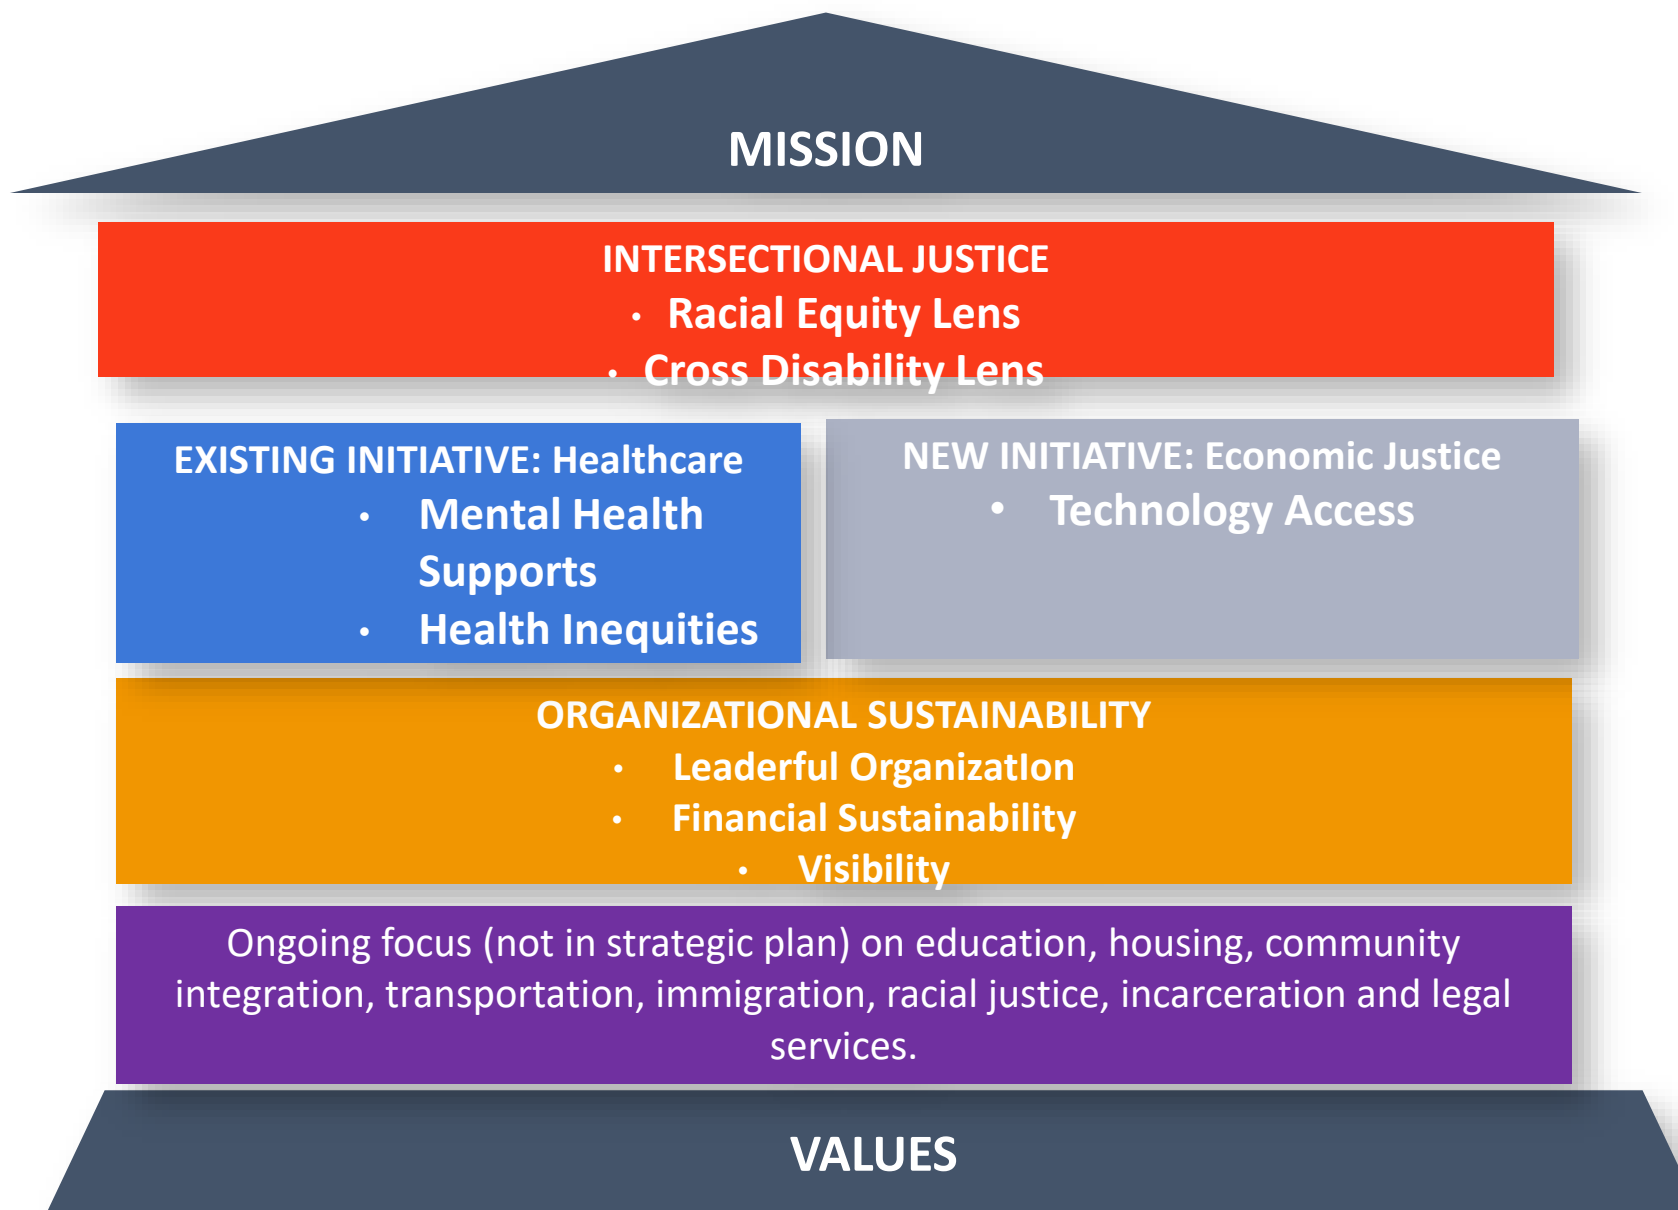 MISSION
INTERSECTIONAL JUSTICE
• Racial Equity Lens
• Cross Disability Lens
EXISTING INITIATIVE: Healthcare
• Mental Health
Supports
• Health Inequities
NEW INITIATIVE: Economic Justice
• Technology Access
ORGANIZATIONAL SUSTAINABILITY
• Leaderful OrganizatIon
• Financial Sustainability
• Visibility
Ongoing focus (not in strategic plan) on education, housing, community
integration, transportation, immigration, racial justice, incarceration and legal
services.
VALUES